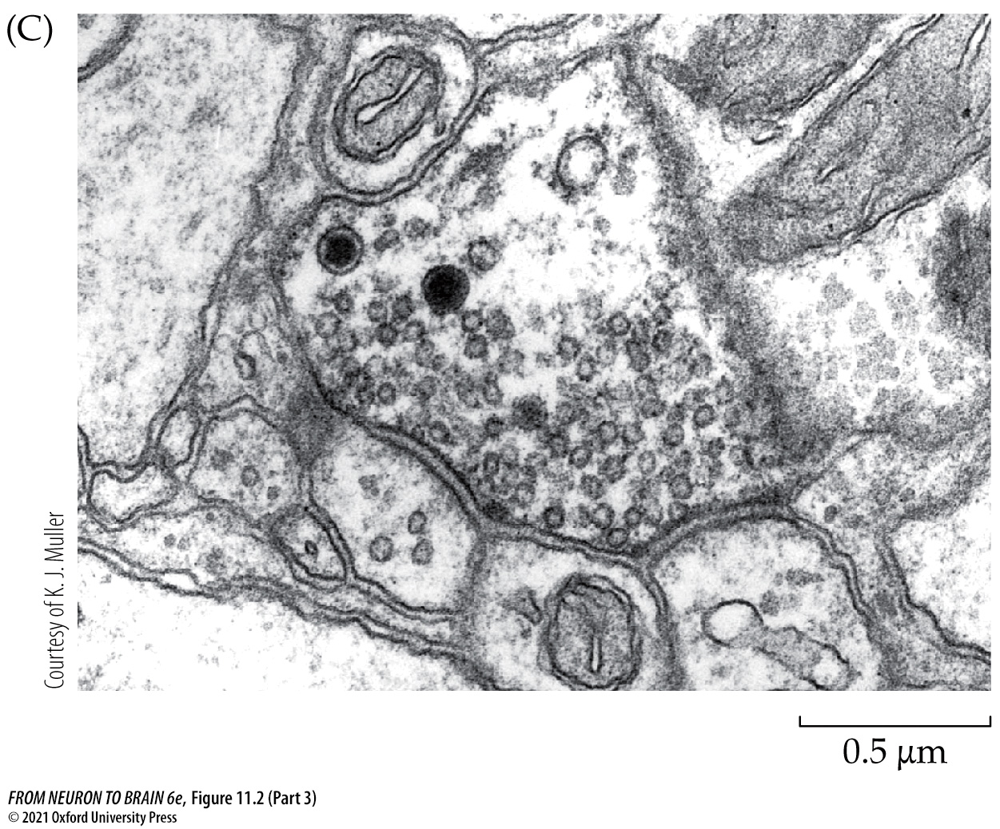 (C)
Courtesy of K. J. Muller
0.5 μm
FROM NEURON TO BRAIN 6e, Figure 11.2 (Part 3)
© 2021 Oxford University Press